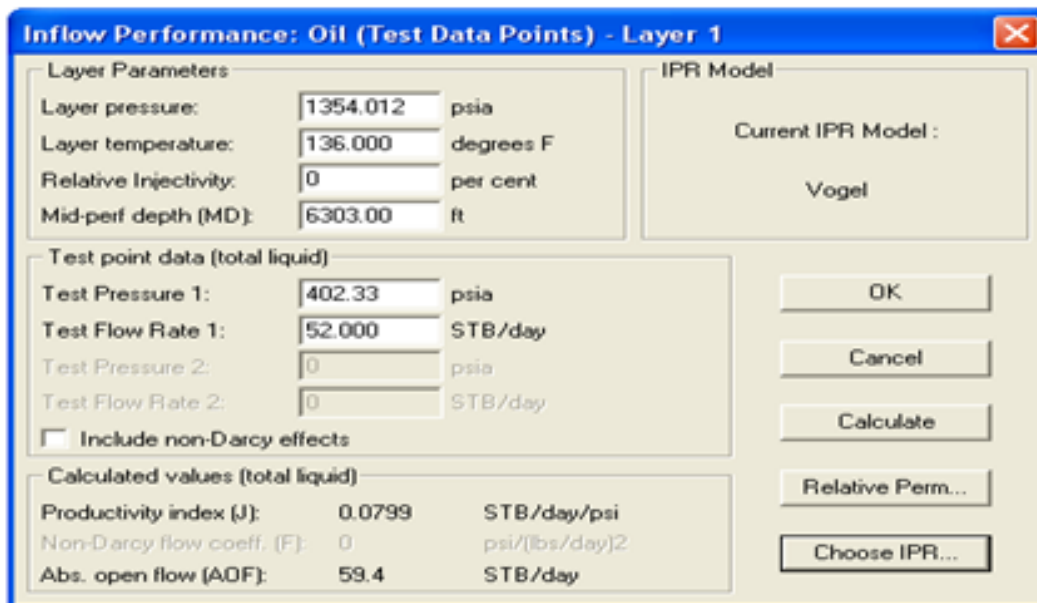 Inflow Performance: Oil (Test Data Points) - Layer 1
Layer Parameters
Layer pressure: 1354.012 psia
Layer temperature: 136.000 degrees F
Relative Injectivity: 0 per cent
Mid-perf depth (MD): 6303.00 ft
IPR Model
Current IPR Model :
Vogel
Test point data (total liquid)
Test Pressure 1: 402.33 psia
Test Flow Rate 1: 52.000 STB/day
Test Pressure 2: 0 psia
Test Flow Rate 2: 0 STB/day
Include non-Darcy effects
Calculated values (total liquid)
Productivity index (J): 0.0799 STB/day/psi
Non-Darcy flow coeff. (F): 0 psi/(lbs/day)2
Abs. open flow (AOF): 59.4 STB/day
OK
Cancel
Calculate
Relative Perm...
Choose IPR...